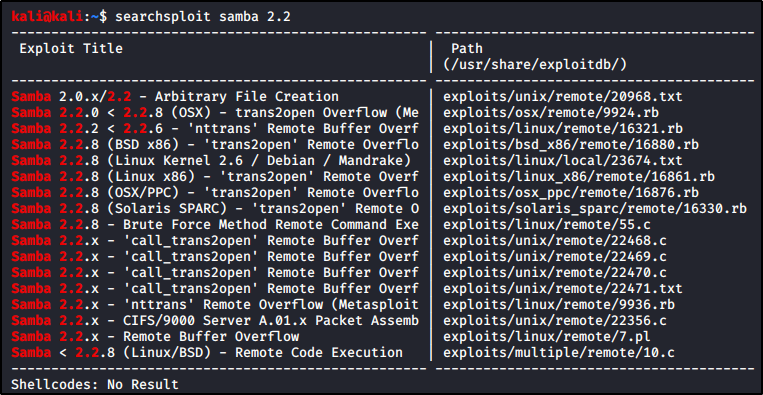 kali@kali:~$ searchsploit samba 2.2
Exploit Title | Path
| (/usr/share/exploitdb/)
Samba 2.0.x/2.2 - Arbitrary File Creation | exploits/unix/remote/20968.txt
Samba 2.2.0 < 2.2.8 (OSX) - trans2open Overflow (Me | exploits/osx/remote/9924.rb
Samba 2.2.2 < 2.2.6 - 'nttrans' Remote Buffer Overf | exploits/linux/remote/16321.rb
Samba 2.2.8 (BSD x86) - 'trans2open' Remote Overflo | exploits/bsd_x86/remote/16880.rb
Samba 2.2.8 (Linux Kernel 2.6 / Debian / Mandrake) | exploits/linux/local/23674.txt
Samba 2.2.8 (Linux x86) - 'trans2open' Remote Overf | exploits/linux_x86/remote/16861.rb
Samba 2.2.8 (OSX/PPC) - 'trans2open' Remote Overflo | exploits/osx_ppc/remote/16876.rb
Samba 2.2.8 (Solaris SPARC) - 'trans2open' Remote O | exploits/solaris_sparc/remote/16330.rb
Samba 2.2.8 - Brute Force Method Remote Command Exe | exploits/linux/remote/55.c
Samba 2.2.x - 'call_trans2open' Remote Buffer Overf | exploits/unix/remote/22468.c
Samba 2.2.x - 'call_trans2open' Remote Buffer Overf | exploits/unix/remote/22469.c
Samba 2.2.x - 'call_trans2open' Remote Buffer Overf | exploits/unix/remote/22470.c
Samba 2.2.x - 'call_trans2open' Remote Buffer Overf | exploits/unix/remote/22471.txt
Samba 2.2.x - 'nttrans' Remote Overflow (Metasploit | exploits/linux/remote/9936.rb
Samba 2.2.x - CIFS/9000 Server A.01.x Packet Assemb | exploits/unix/remote/22356.c
Samba 2.2.x - Remote Buffer Overflow | exploits/linux/remote/7.pl
Samba < 2.2.8 (Linux/BSD) - Remote Code Execution | exploits/multiple/remote/10.c
Shellcodes: No Result